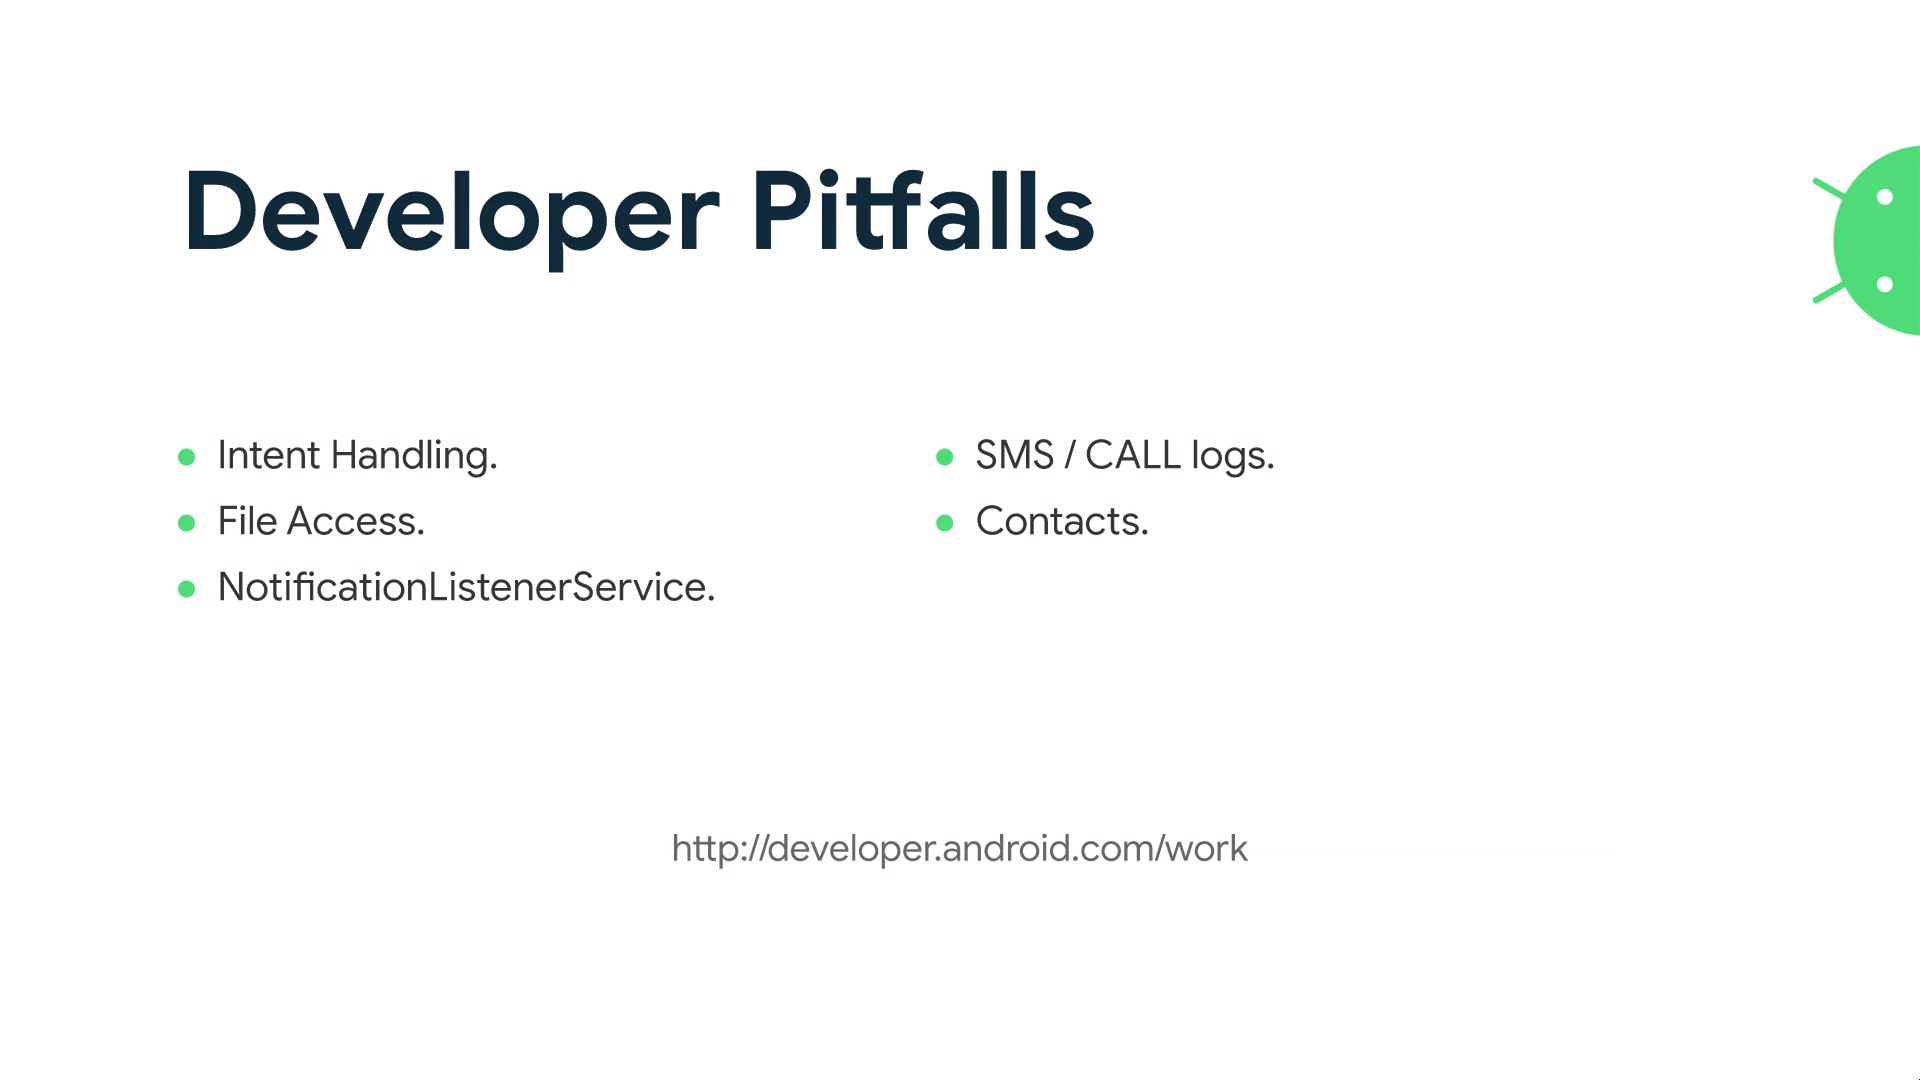 Developer Pitfalls
Intent Handling.
File Access.
NotificationListenerService.
SMS / CALL logs.
Contacts.
http://developer.android.com/work